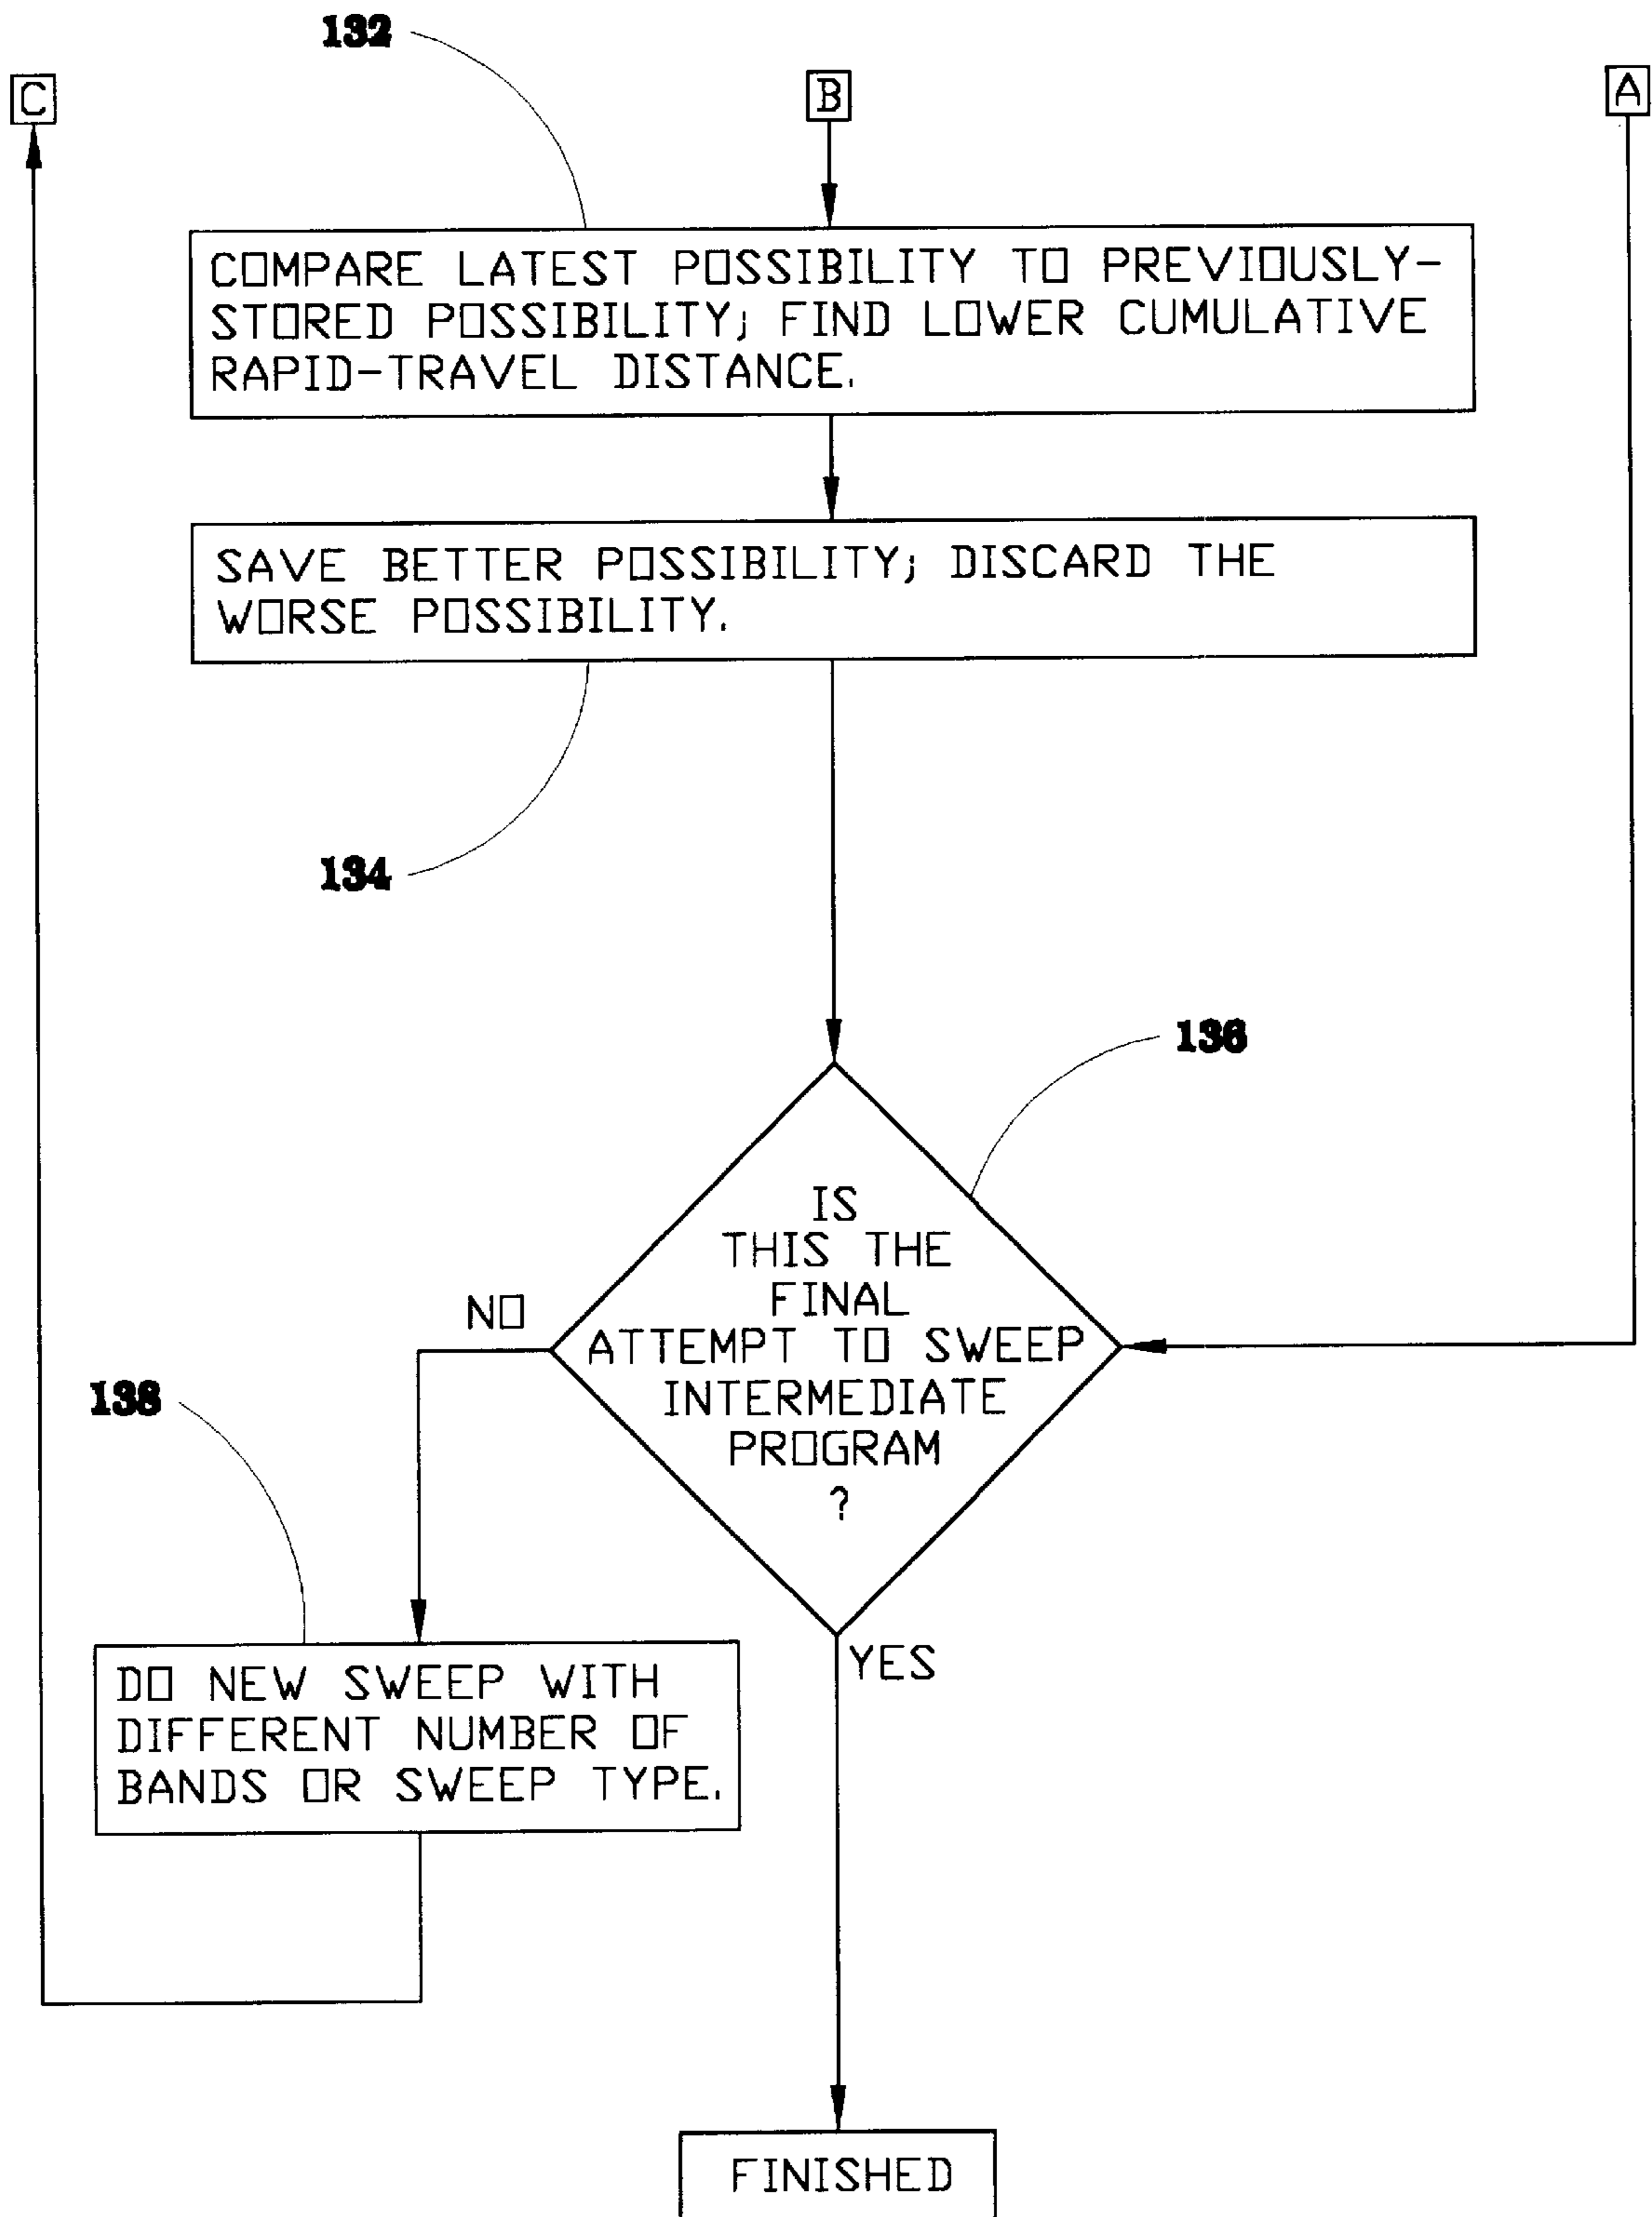 132
C
B
A
COMPARE LATEST POSSIBILITY TO PREVIOUSLY-
STORED POSSIBILITY; FIND LOWER CUMULATIVE
RAPID-TRAVEL DISTANCE.
SAVE BETTER POSSIBILITY; DISCARD THE
WORSE POSSIBILITY.
134
136
IS
THIS THE
FINAL
ATTEMPT TO SWEEP
INTERMEDIATE
PROGRAM
?
NO
138
YES
DO NEW SWEEP WITH
DIFFERENT NUMBER OF
BANDS OR SWEEP TYPE.
FINISHED